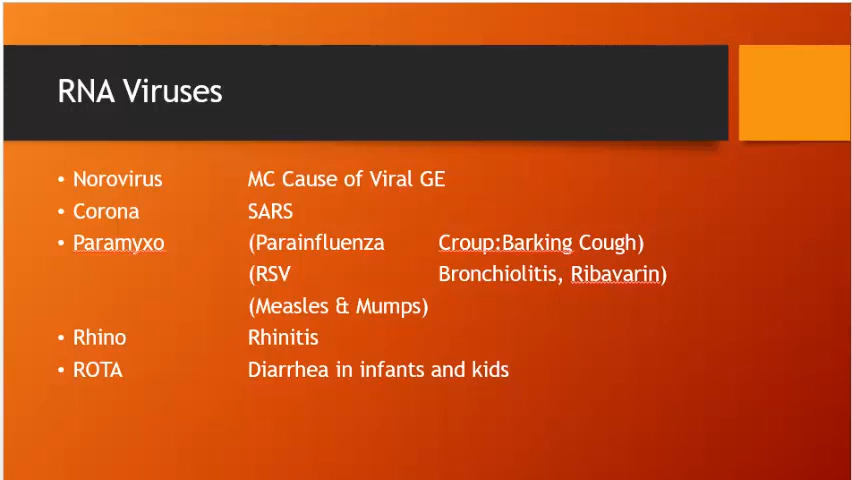 RNA Viruses
• Norovirus MC Cause of Viral GE
• Corona SARS
• Paramyxo (Parainfluenza Croup:Barking Cough)
(RSV Bronchiolitis, Ribavarin)
(Measles & Mumps)
• Rhino Rhinitis
• ROTA Diarrhea in infants and kids